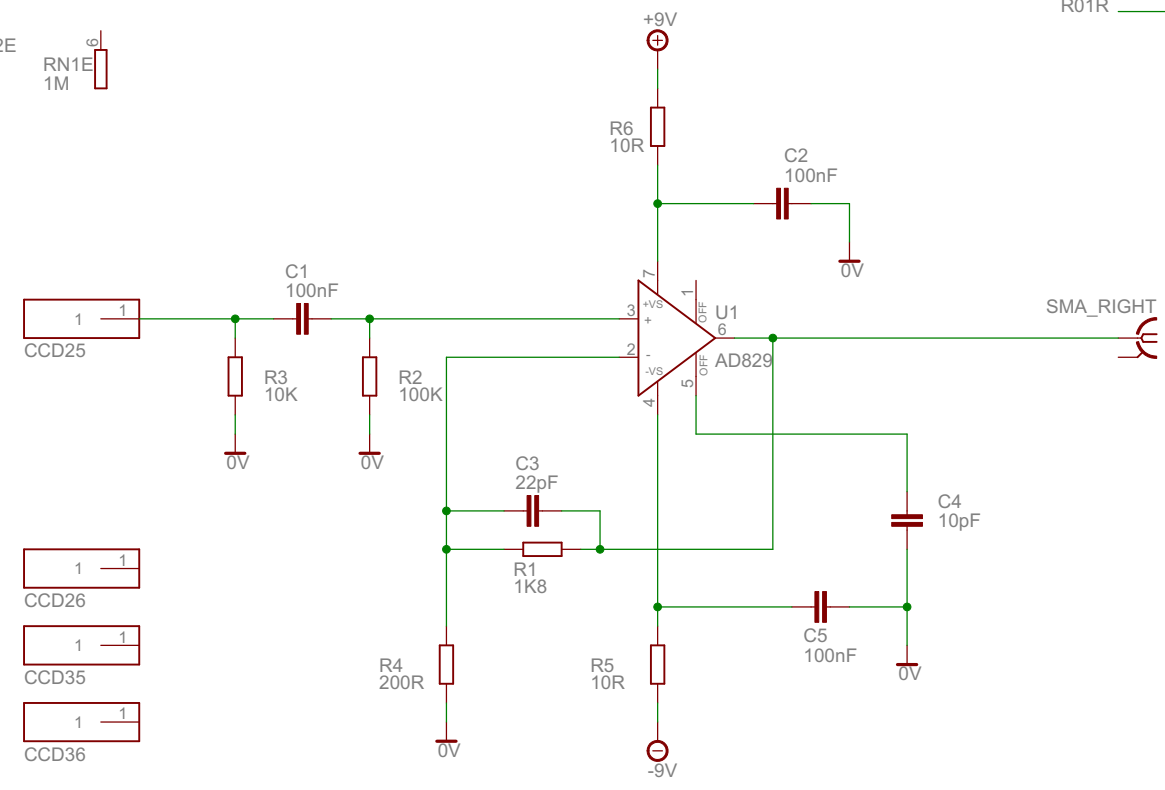 R01R
+9V
2E
6
RN1E
1M
R6
10R
C2
100nF
0V
C1
100nF
7
1
+VS
OFF
U1
SMA_RIGHT
1
1
3
+
6
CCD25
2
-
-VS
OFF
AD829
4
5
R3
10K
R2
100K
0V
0V
C3
22pF
C4
10pF
R1
1K8
1
1
CCD26
1
1
CCD35
C5
100nF
R4
200R
R5
10R
0V
1
1
CCD36
0V
-9V